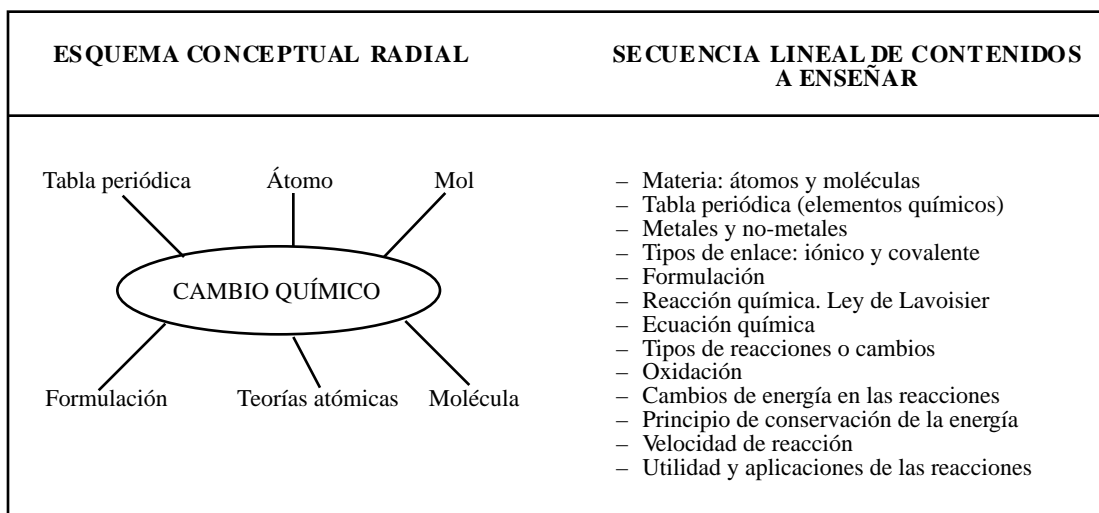 ESQUEMA CONCEPTUAL RADIAL
SECUENCIA LINEAL DE CONTENIDOS
A ENSEÑAR
Tabla periódica
Átomo
Mol
CAMBIO QUÍMICO
Formulación
Teorías atómicas
Molécula
– Materia: átomos y moléculas
– Tabla periódica (elementos químicos)
– Metales y no-metales
– Tipos de enlace: iónico y covalente
– Formulación
– Reacción química. Ley de Lavoisier
– Ecuación química
– Tipos de reacciones o cambios
– Oxidación
– Cambios de energía en las reacciones
– Principio de conservación de la energía
– Velocidad de reacción
– Utilidad y aplicaciones de las reacciones